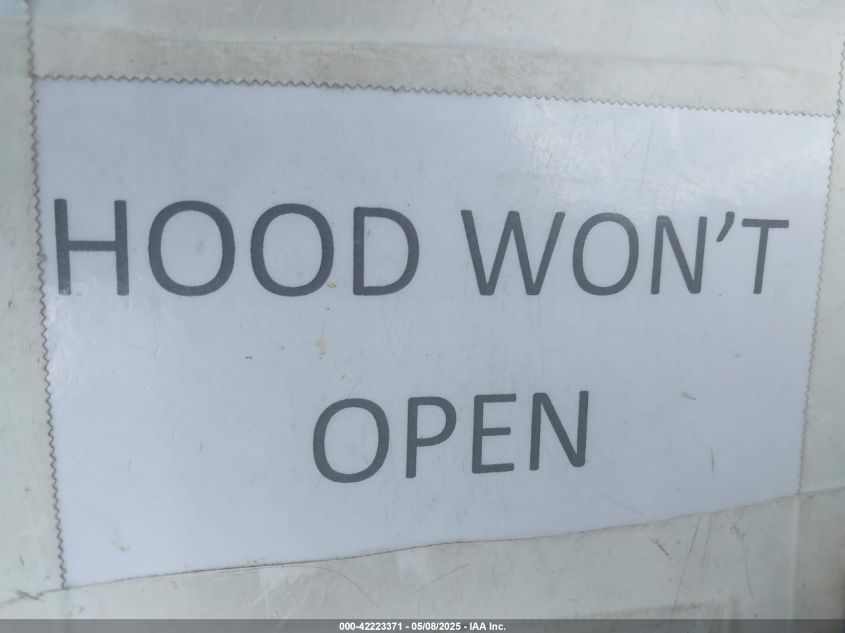 HOOD WON'T
OPEN
000-42223371 - 05/08/2025 - IAA Inc.